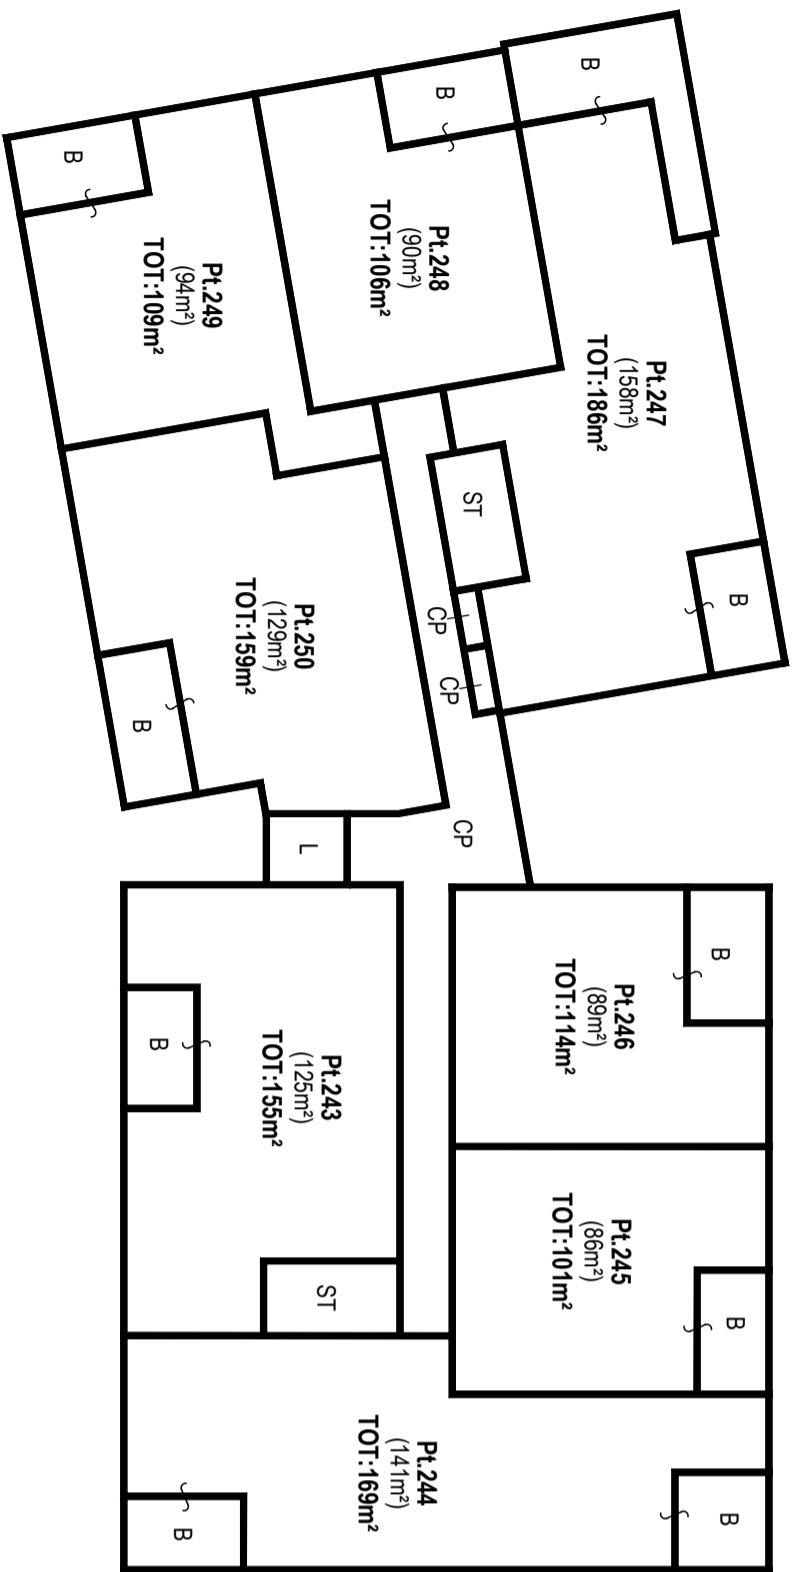 B
B
B
Pt.248
(90m²)
TOT:106m²
Pt.249
(94m²)
TOT:109m²
Pt.247
(158m²)
TOT:186m²
ST
B
CP
CP
Pt.250
(129m²)
TOT:159m²
B
CP
L
B
Pt.246
(89m²)
TOT:114m²
B
Pt.243
(125m²)
TOT:155m²
Pt.245
(86m²)
TOT:101m²
B
ST
Pt.244
(141m²)
TOT:169m²
B
B